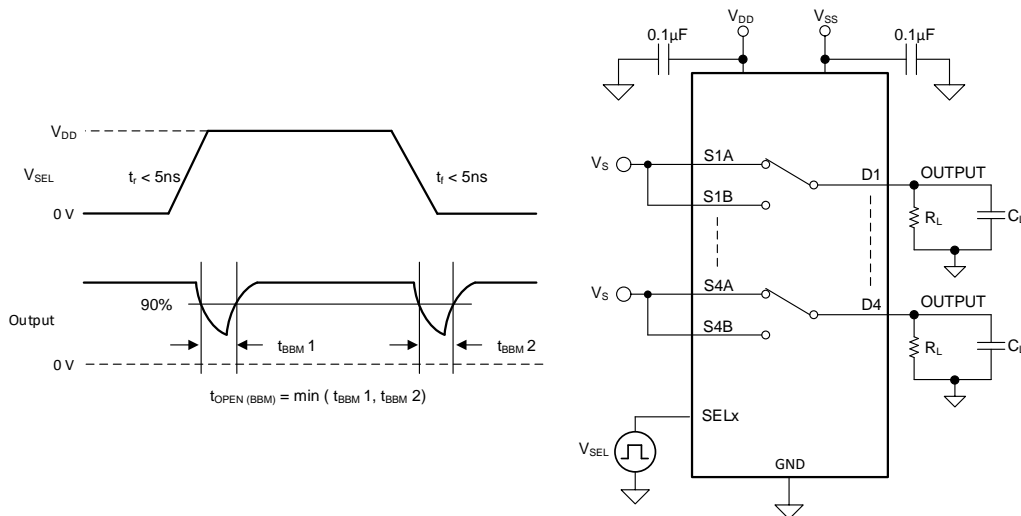 V_DD
V_SEL
t_r < 5ns
t_f < 5ns
0 V
90%
Output
t_BBM 1
t_BBM 2
0 V
t_OPEN (BBM) = min ( t_BBM 1, t_BBM 2)
V_DD
V_SS
0.1µF
0.1µF
V_S
S1A
D1
OUTPUT
S1B
R_L
C_L
V_S
S4A
D4
OUTPUT
S4B
R_L
C_L
SELx
V_SEL
GND